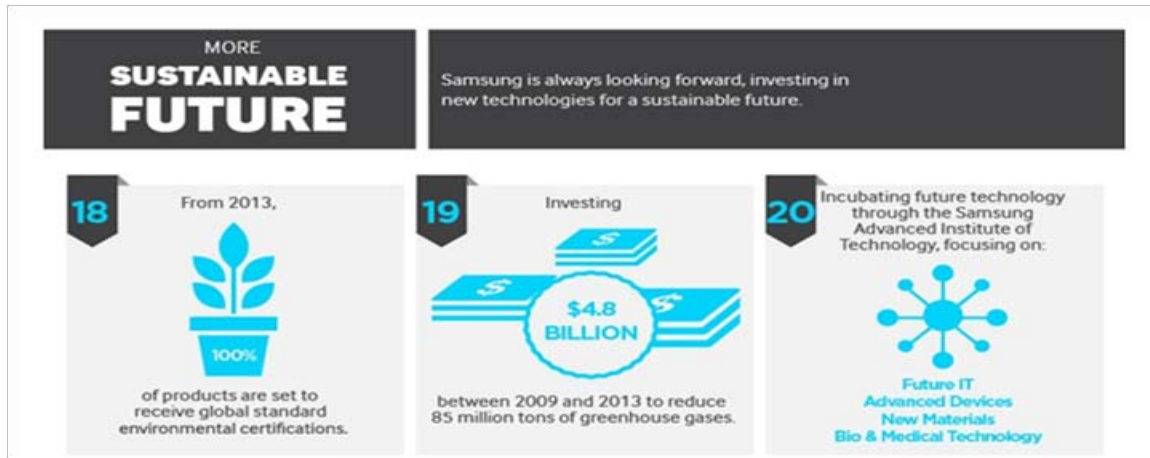 MORE
SUSTAINABLE
FUTURE
Samsung is always looking forward, investing in
new technologies for a sustainable future.
18
From 2013,
100%
of products are set to
receive global standard
environmental certifications.
19
Investing
$
$
$
$4.8
BILLION
between 2009 and 2013 to reduce
85 million tons of greenhouse gases.
20
Incubating future technology
through the Samsung
Advanced Institute of
Technology, focusing on:
Future IT
Advanced Devices
New Materials
Bio & Medical Technology